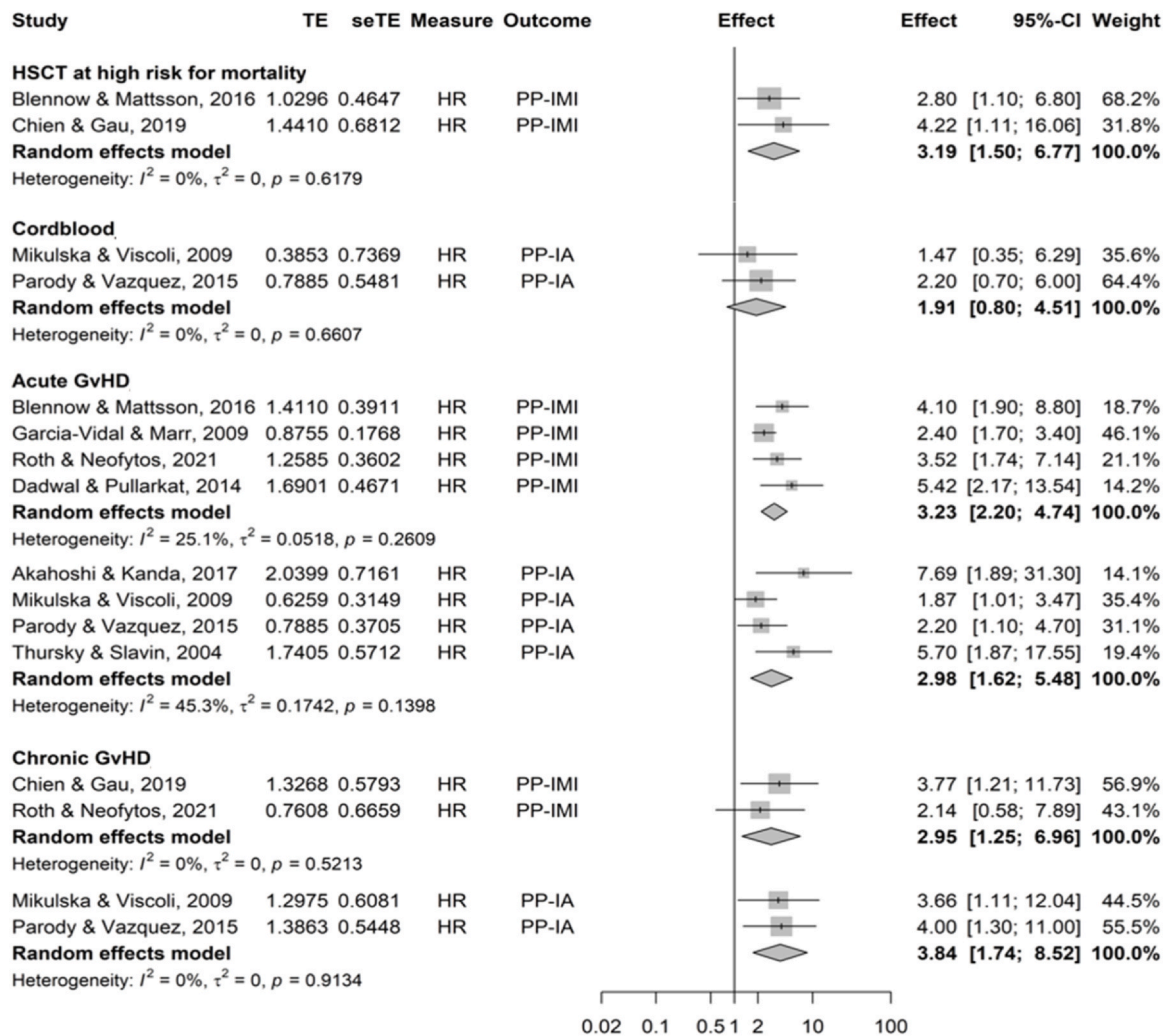 Study TE seTE Measure Outcome Effect Effect 95%-CI Weight
HSCT at high risk for mortality
Blennow & Mattsson, 2016 1.0296 0.4647 HR PP-IMI 2.80 [1.10; 6.80] 68.2%
Chien & Gau, 2019 1.4410 0.6812 HR PP-IMI 4.22 [1.11; 16.06] 31.8%
Random effects model 3.19 [1.50; 6.77] 100.0%
Heterogeneity: I² = 0%, τ² = 0, p = 0.6179
Cordblood
Mikulska & Viscoli, 2009 0.3853 0.7369 HR PP-IA 1.47 [0.35; 6.29] 35.6%
Parody & Vazquez, 2015 0.7885 0.5481 HR PP-IA 2.20 [0.70; 6.00] 64.4%
Random effects model 1.91 [0.80; 4.51] 100.0%
Heterogeneity: I² = 0%, τ² = 0, p = 0.6607
Acute GvHD
Blennow & Mattsson, 2016 1.4110 0.3911 HR PP-IMI 4.10 [1.90; 8.80] 18.7%
Garcia-Vidal & Marr, 2009 0.8755 0.1768 HR PP-IMI 2.40 [1.70; 3.40] 46.1%
Roth & Neofytos, 2021 1.2585 0.3602 HR PP-IMI 3.52 [1.74; 7.14] 21.1%
Dadwal & Pullarkat, 2014 1.6901 0.4671 HR PP-IMI 5.42 [2.17; 13.54] 14.2%
Random effects model 3.23 [2.20; 4.74] 100.0%
Heterogeneity: I² = 25.1%, τ² = 0.0518, p = 0.2609
Akahoshi & Kanda, 2017 2.0399 0.7161 HR PP-IA 7.69 [1.89; 31.30] 14.1%
Mikulska & Viscoli, 2009 0.6259 0.3149 HR PP-IA 1.87 [1.01; 3.47] 35.4%
Parody & Vazquez, 2015 0.7885 0.3705 HR PP-IA 2.20 [1.10; 4.70] 31.1%
Thursky & Slavin, 2004 1.7405 0.5712 HR PP-IA 5.70 [1.87; 17.55] 19.4%
Random effects model 2.98 [1.62; 5.48] 100.0%
Heterogeneity: I² = 45.3%, τ² = 0.1742, p = 0.1398
Chronic GvHD
Chien & Gau, 2019 1.3268 0.5793 HR PP-IMI 3.77 [1.21; 11.73] 56.9%
Roth & Neofytos, 2021 0.7608 0.6659 HR PP-IMI 2.14 [0.58; 7.89] 43.1%
Random effects model 2.95 [1.25; 6.96] 100.0%
Heterogeneity: I² = 0%, τ² = 0, p = 0.5213
Mikulska & Viscoli, 2009 1.2975 0.6081 HR PP-IA 3.66 [1.11; 12.04] 44.5%
Parody & Vazquez, 2015 1.3863 0.5448 HR PP-IA 4.00 [1.30; 11.00] 55.5%
Random effects model 3.84 [1.74; 8.52] 100.0%
Heterogeneity: I² = 0%, τ² = 0, p = 0.9134
0.02 0.1 0.5 1 2 10 100